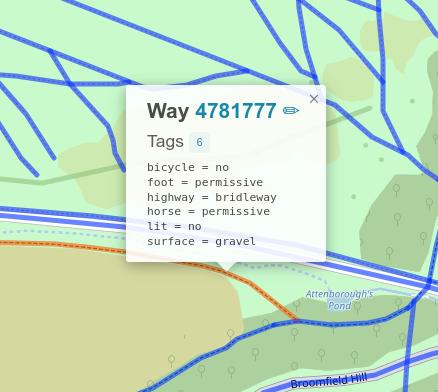 ×
Way 4781777 ✏
Tags 6
bicycle = no
foot = permissive
highway = bridleway
horse = permissive
lit = no
surface = gravel
Attenborough's
Pond
Broomfield Hill